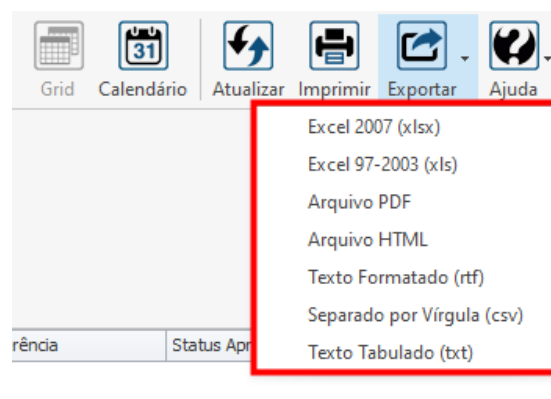 31
Grid Calendário Atualizar Imprimir Exportar Ajuda
Excel 2007 (xlsx)
Excel 97-2003 (xls)
Arquivo PDF
Arquivo HTML
Texto Formatado (rtf)
Separado por Vírgula (csv)
rência Status Apr
Texto Tabulado (txt)